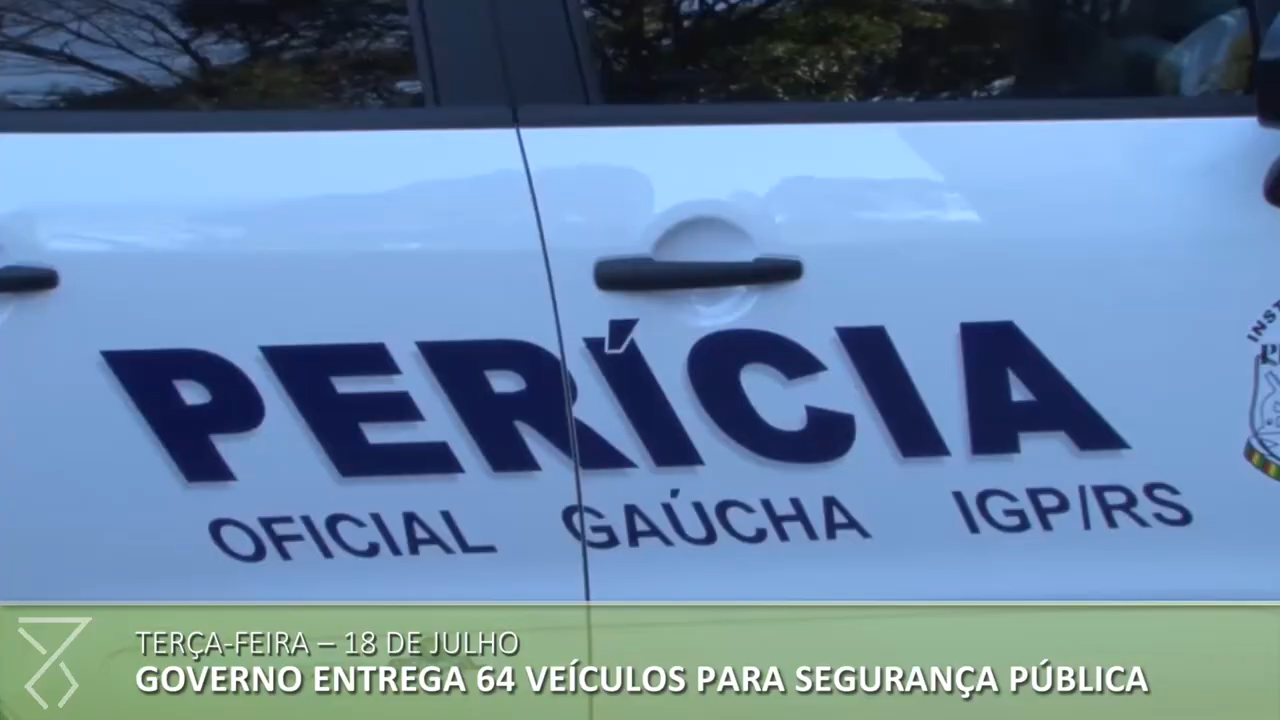 PERÍCIA
OFICIAL GAÚCHA IGP/RS
TERÇA-FEIRA – 18 DE JULHO
GOVERNO ENTREGA 64 VEÍCULOS PARA SEGURANÇA PÚBLICA